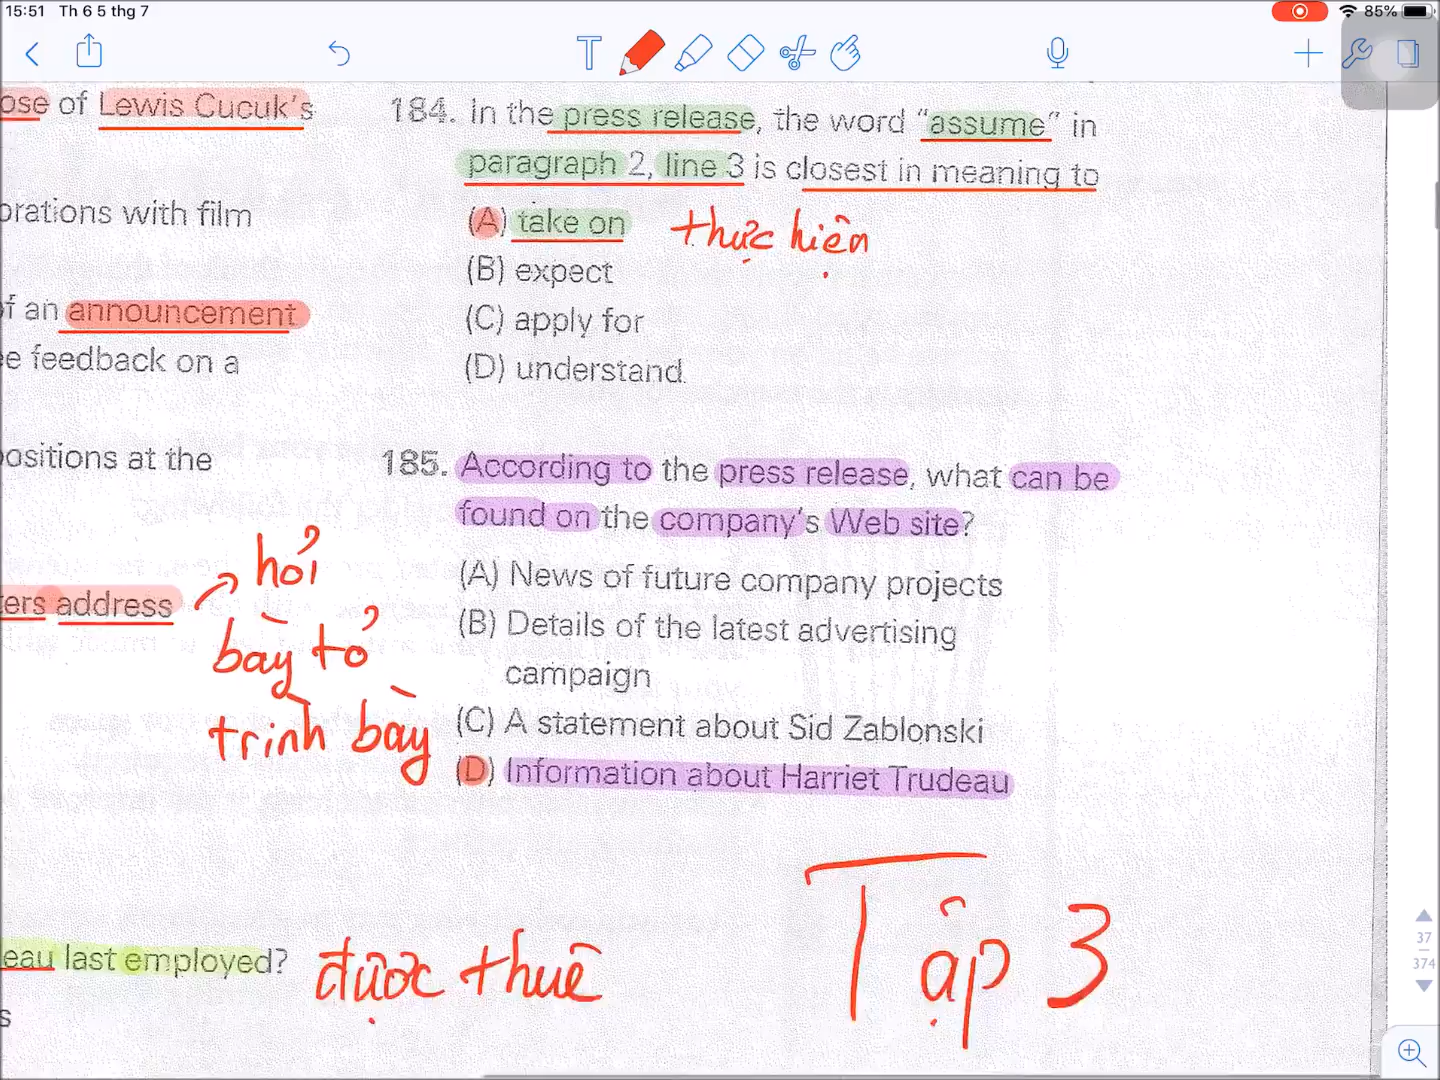 15:51 Th 6 5 thg 7
85%
T
ose of Lewis Cucuk's
orations with film
of an announcement
ee feedback on a
positions at the
ters address
hỏi
bày tỏ
trình bày
eau last employed?
được thuê
s
184. In the press release, the word "assume" in
paragraph 2, line 3 is closest in meaning to
(A) take on thực hiện
(B) expect
(C) apply for
(D) understand
185. According to the press release, what can be
found on the company's Web site?
(A) News of future company projects
(B) Details of the latest advertising
campaign
(C) A statement about Sid Zablonski
(D) Information about Harriet Trudeau
Tập 3
37
374